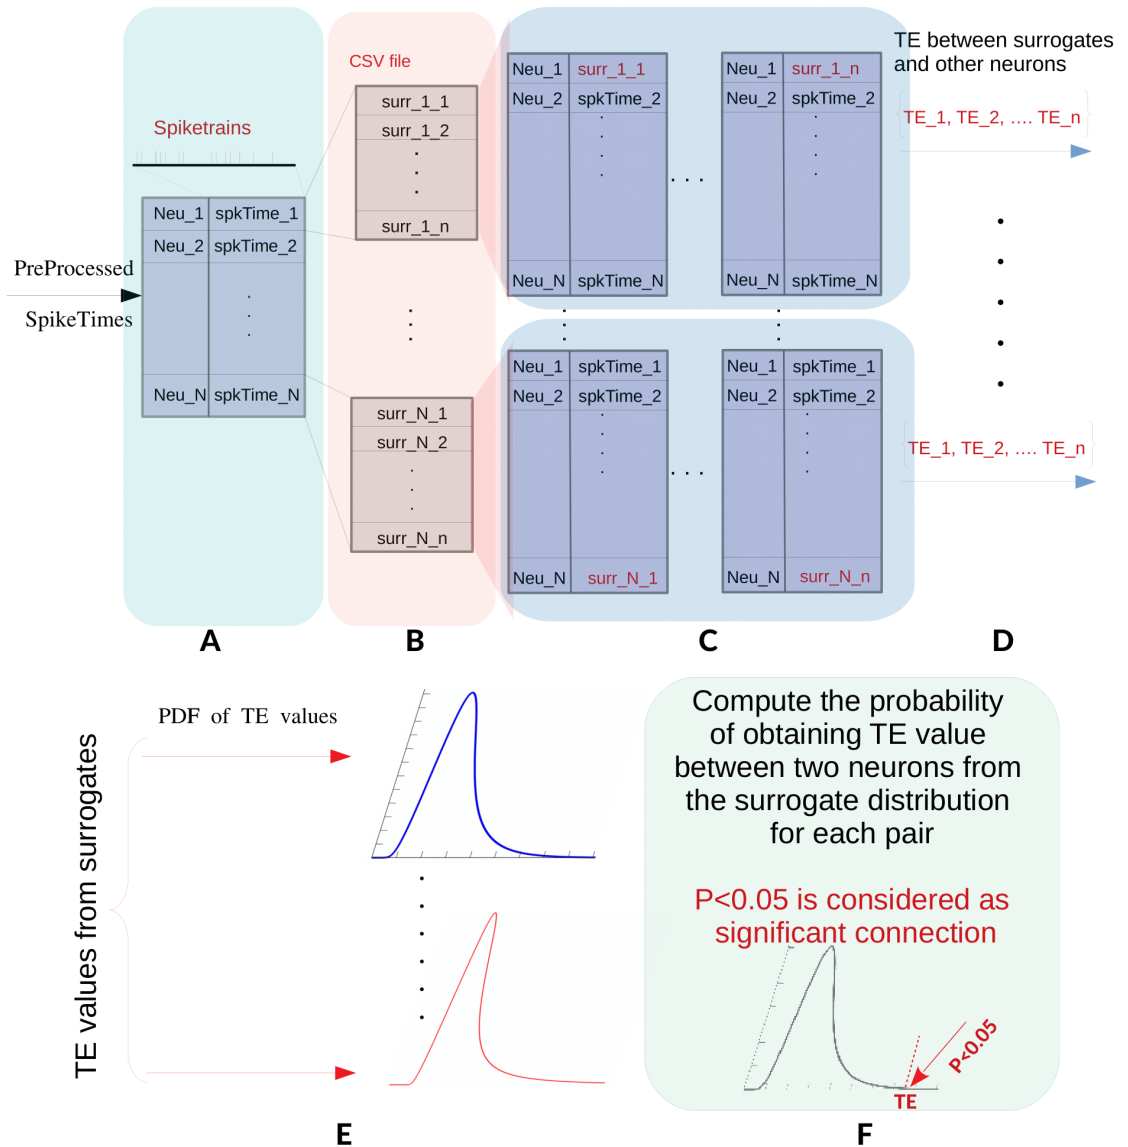 Spiketrains
Neu_1 spkTime_1
Neu_2 spkTime_2
.
.
.
Neu_N spkTime_N
PreProcessed
SpikeTimes
A
CSV file
surr_1_1
surr_1_2
.
.
.
surr_1_n
.
.
.
surr_N_1
surr_N_2
.
.
.
surr_N_n
B
Neu_1 surr_1_1
Neu_2 spkTime_2
.
.
.
.
Neu_N spkTime_N
. . .
Neu_1 surr_1_n
Neu_2 spkTime_2
.
.
.
.
Neu_N spkTime_N
Neu_1 spkTime_1
Neu_2 spkTime_2
.
.
.
.
Neu_N surr_N_1
. . .
Neu_1 spkTime_1
Neu_2 spkTime_2
.
.
.
.
Neu_N surr_N_n
C
TE between surrogates
and other neurons
{TE_1, TE_2, .... TE_n}
{TE_1, TE_2, .... TE_n}
D
TE values from surrogates
PDF of TE values
E
Compute the probability
of obtaining TE value
between two neurons from
the surrogate distribution
for each pair
P<0.05 is considered as
significant connection
P<0.05
TE
F